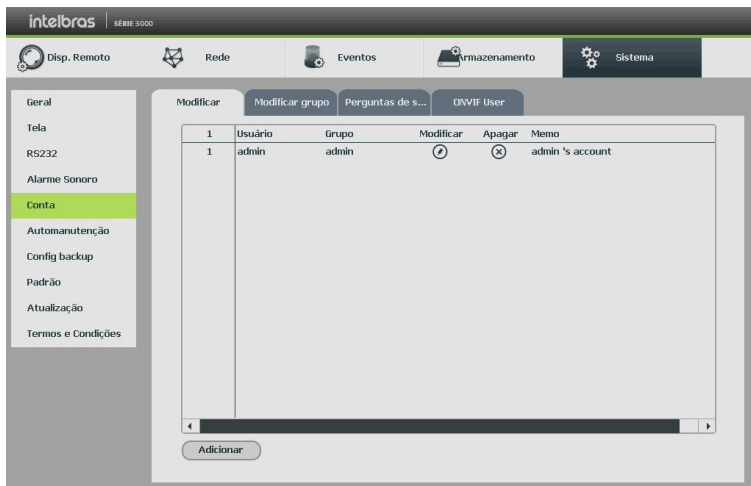 intelbras | SÉRIE 3000
Disp. Remoto Rede Eventos Armazenamento Sistema
Geral
Tela
RS232
Alarme Sonoro
Conta
Automanutenção
Config backup
Padrão
Atualização
Termos e Condições
Modificar Modificar grupo Perguntas de s... ONVIF User
1 Usuário Grupo Modificar Apagar Memo
1 admin admin admin 's account
Adicionar